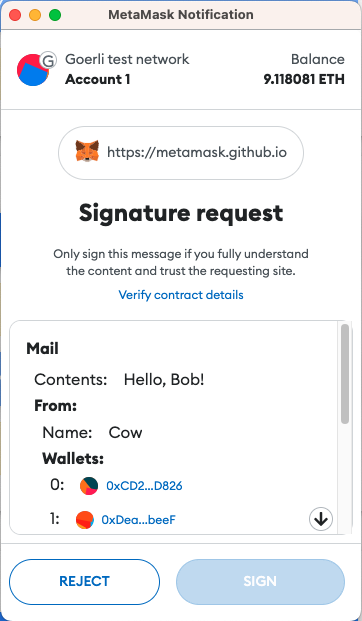 MetaMask Notification
G
Goerli test network
Balance
Account 1
9.118081 ETH
https://metamask.github.io
Signature request
Only sign this message if you fully understand
the content and trust the requesting site.
Verify contract details
Mail
Contents: Hello, Bob!
From:
Name: Cow
Wallets:
0: 0xCD2...D826
1: 0xDea...beeF
REJECT
SIGN